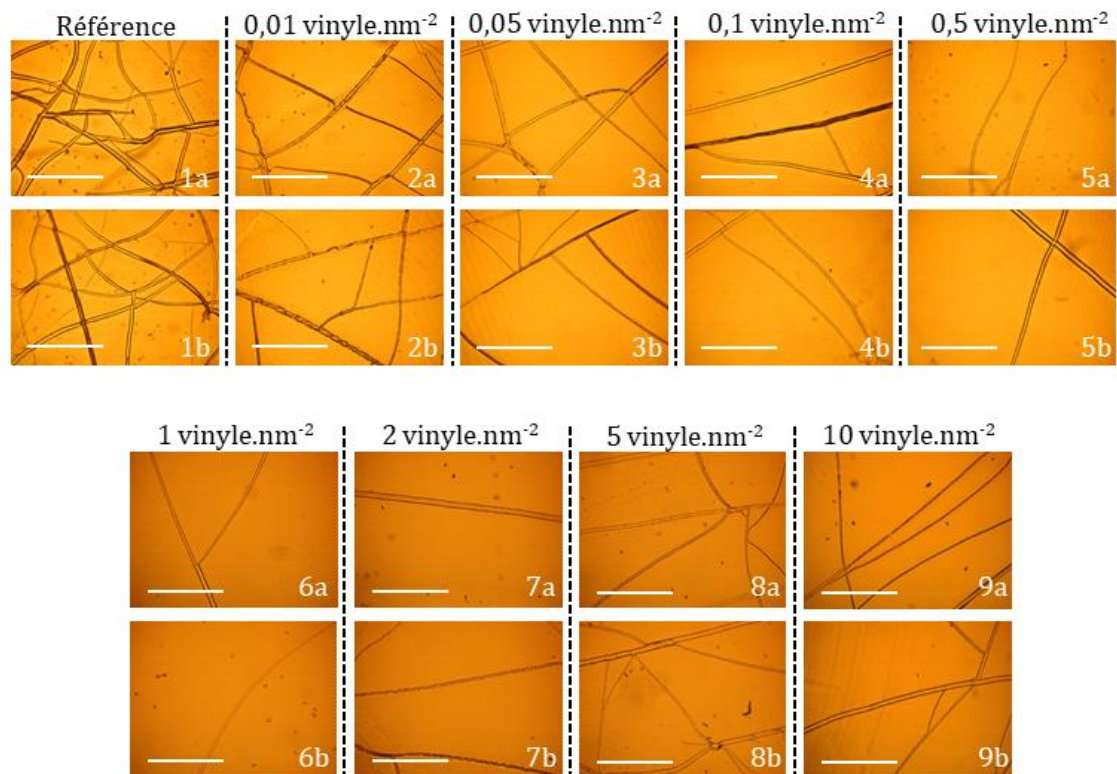 Référence 0,01 vinyle.nm⁻² 0,05 vinyle.nm⁻² 0,1 vinyle.nm⁻² 0,5 vinyle.nm⁻²
1a 2a 3a 4a 5a
1b 2b 3b 4b 5b
1 vinyle.nm⁻² 2 vinyle.nm⁻² 5 vinyle.nm⁻² 10 vinyle.nm⁻²
6a 7a 8a 9a
6b 7b 8b 9b